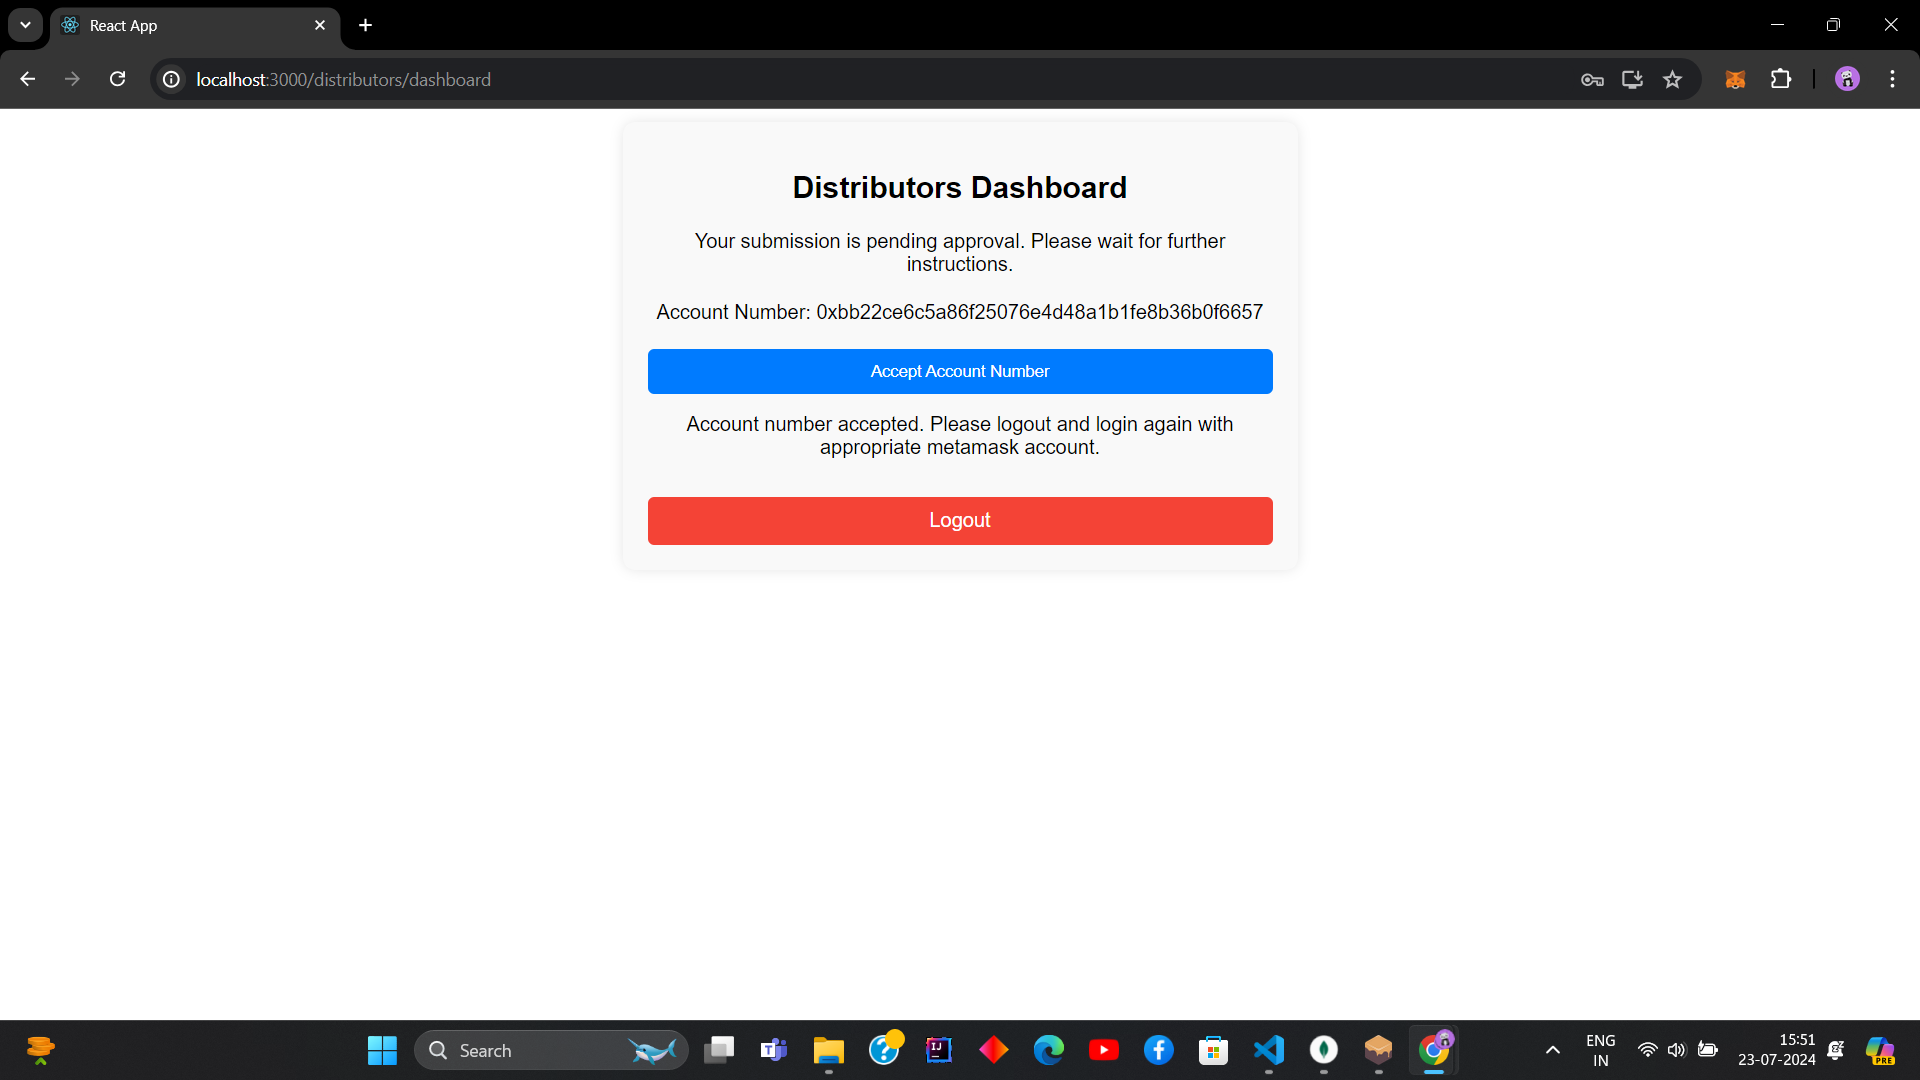 React App
localhost:3000/distributors/dashboard
Distributors Dashboard
Your submission is pending approval. Please wait for further
instructions.
Account Number: 0xbb22ce6c5a86f25076e4d48a1b1fe8b36b0f6657
Accept Account Number
Account number accepted. Please logout and login again with
appropriate metamask account.
Logout
Search
ENG
IN
15:51
23-07-2024
PRE